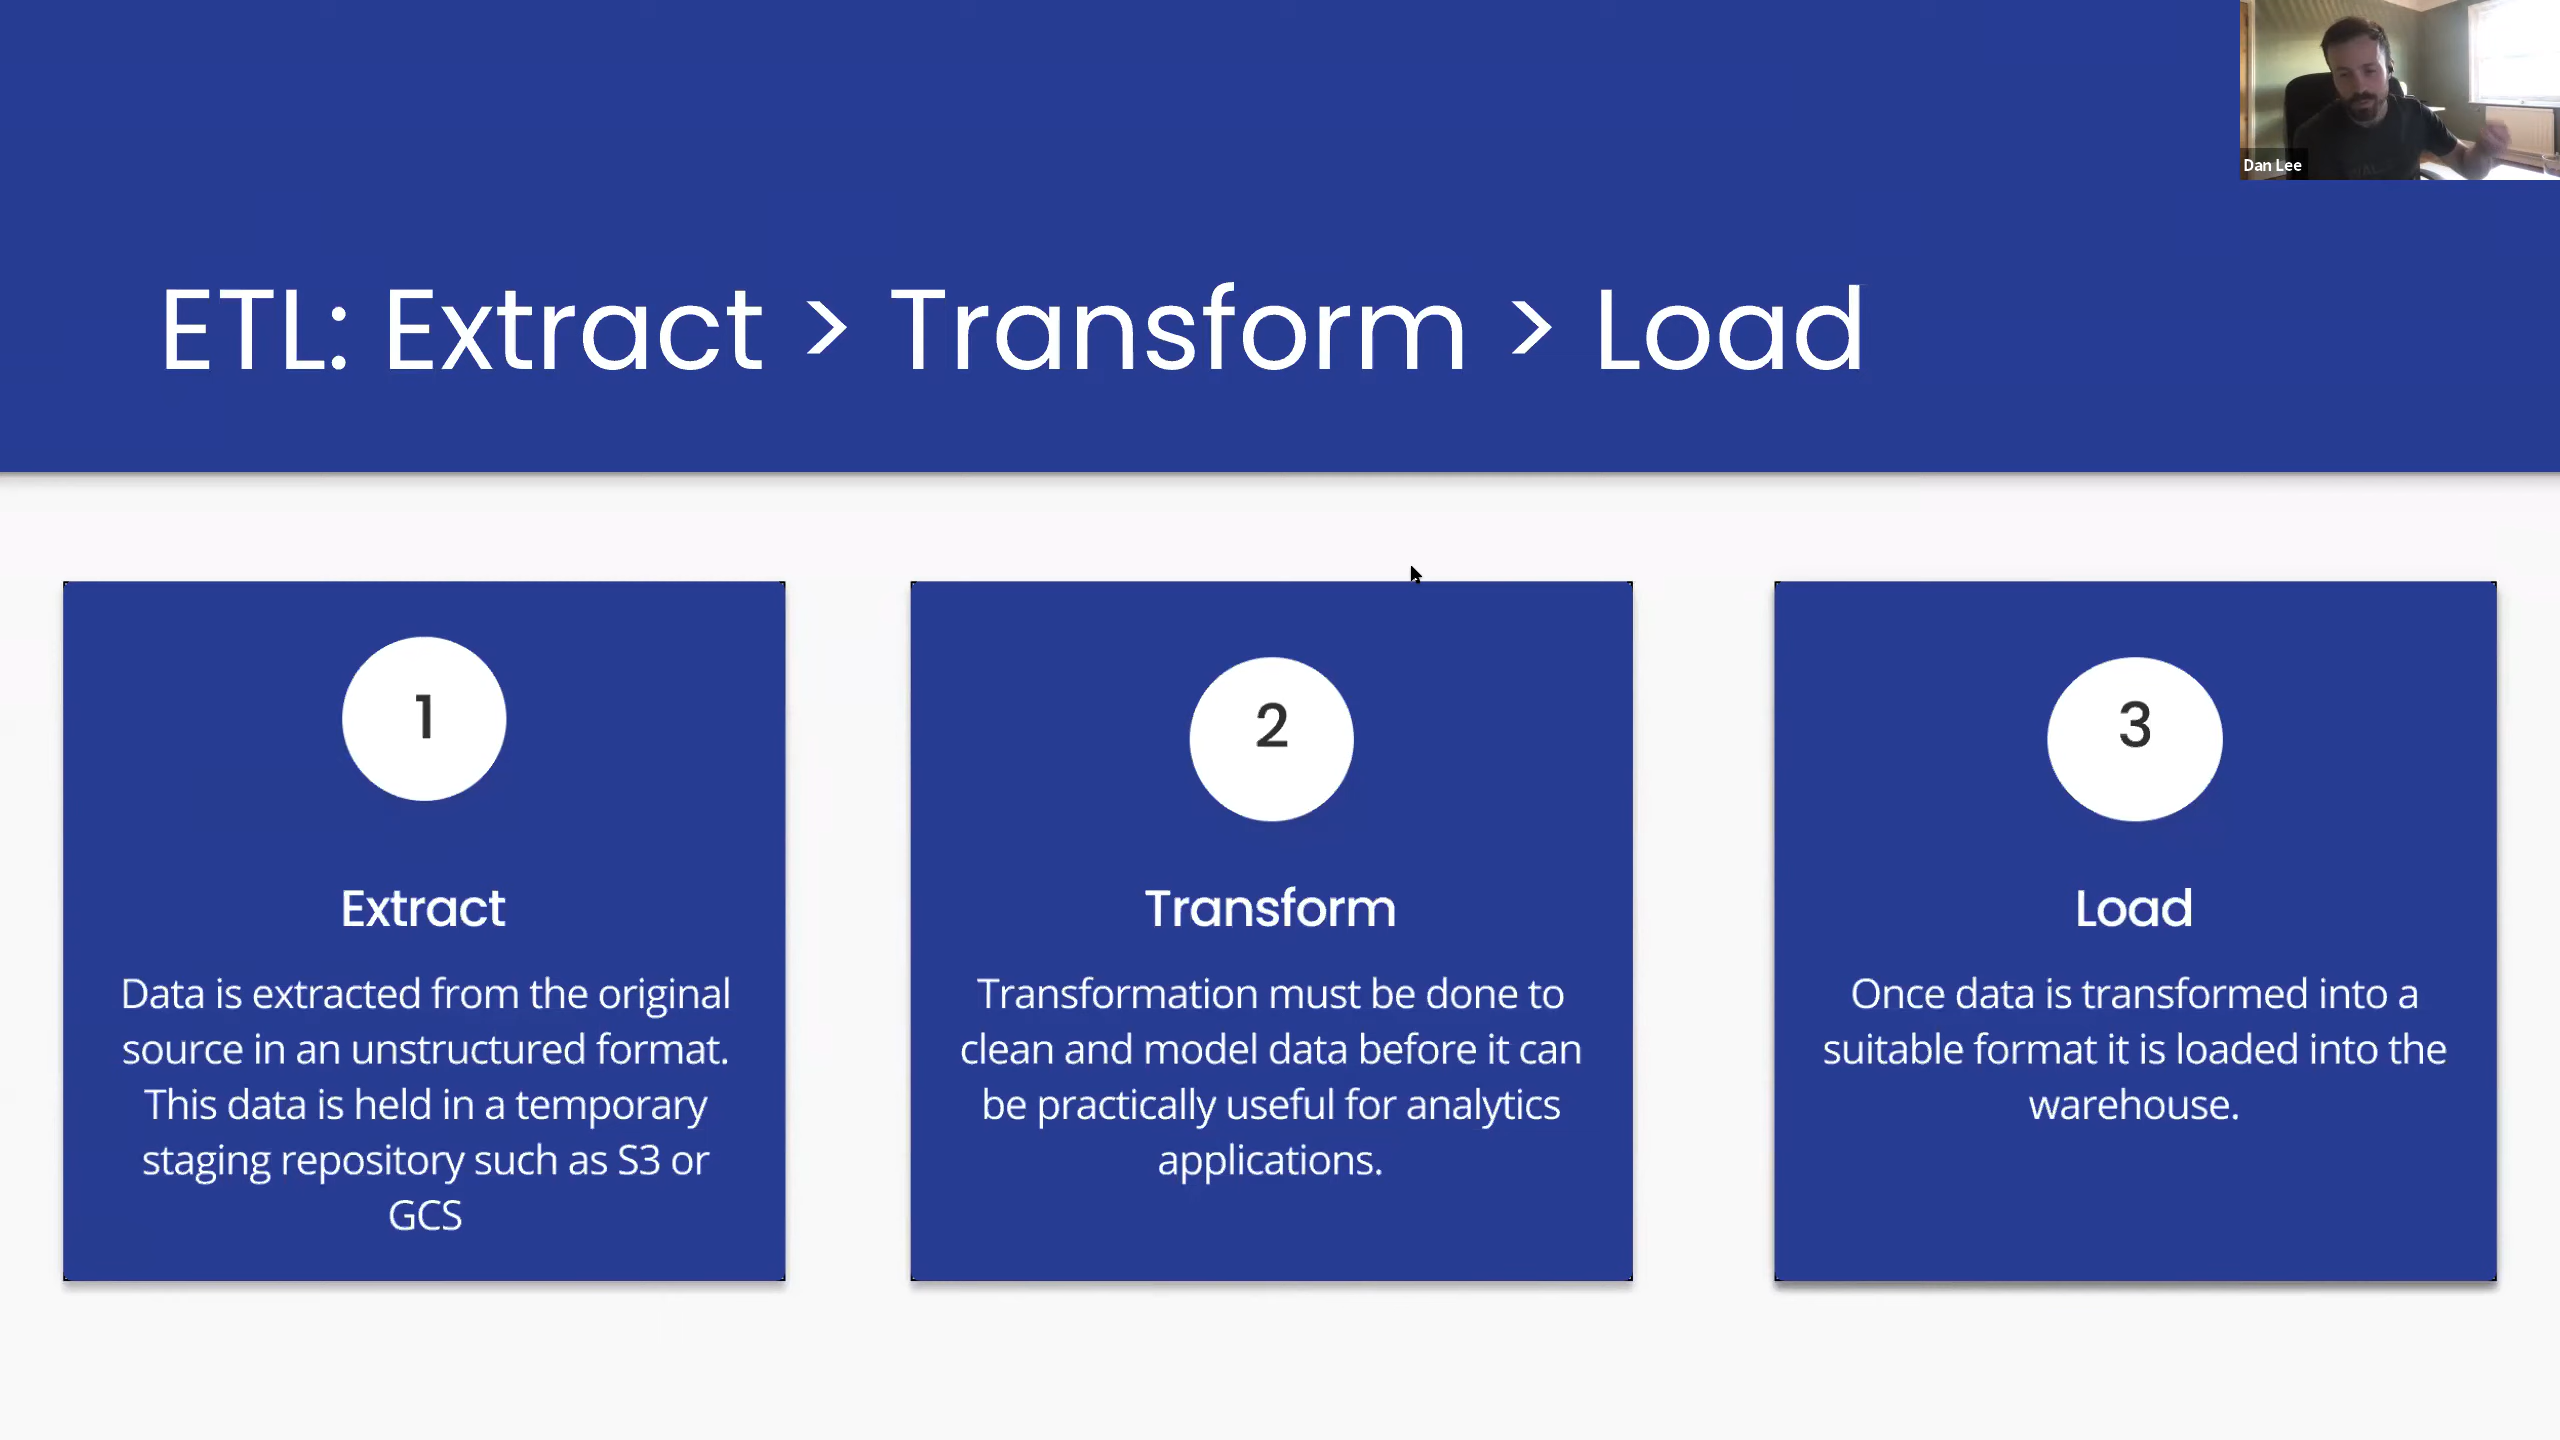 Dan Lee
ETL: Extract > Transform > Load
1
Extract
Data is extracted from the original
source in an unstructured format.
This data is held in a temporary
staging repository such as S3 or
GCS
2
Transform
Transformation must be done to
clean and model data before it can
be practically useful for analytics
applications.
3
Load
Once data is transformed into a
suitable format it is loaded into the
warehouse.